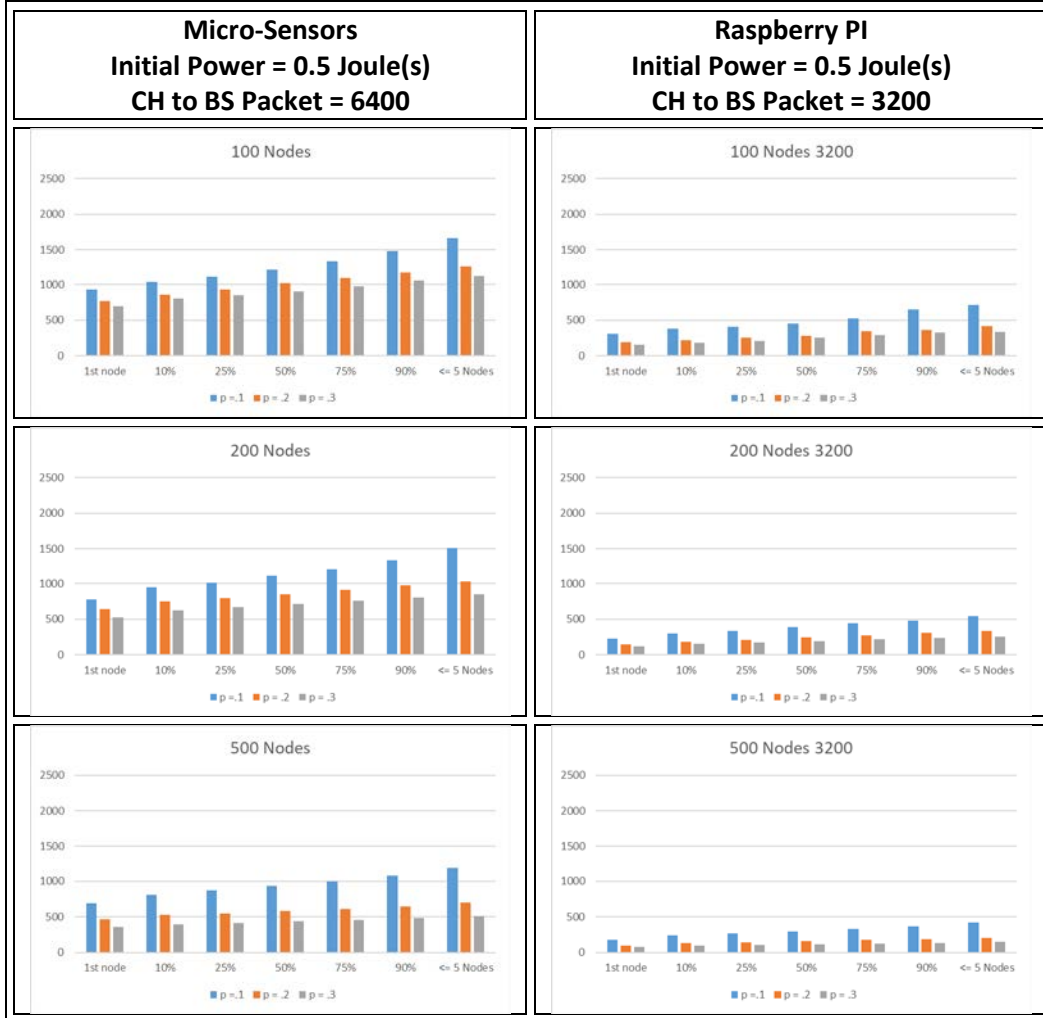 Micro-Sensors
Initial Power = 0.5 Joule(s)
CH to BS Packet = 6400
Raspberry PI
Initial Power = 0.5 Joule(s)
CH to BS Packet = 3200
100 Nodes
2500
2000
1500
1000
500
0
1st node 10% 25% 50% 75% 90% <= 5 Nodes
p =.1 p = .2 p = .3
100 Nodes 3200
2500
2000
1500
1000
500
0
1st node 10% 25% 50% 75% 90% <= 5 Nodes
p =.1 p = .2 p = .3
200 Nodes
2500
2000
1500
1000
500
0
1st node 10% 25% 50% 75% 90% <= 5 Nodes
p =.1 p = .2 p = .3
200 Nodes 3200
2500
2000
1500
1000
500
0
1st node 10% 25% 50% 75% 90% <= 5 Nodes
p =.1 p = .2 p = .3
500 Nodes
2500
2000
1500
1000
500
0
1st node 10% 25% 50% 75% 90% <= 5 Nodes
p =.1 p = .2 p = .3
500 Nodes 3200
2500
2000
1500
1000
500
0
1st node 10% 25% 50% 75% 90% <= 5 Nodes
p =.1 p = .2 p = .3